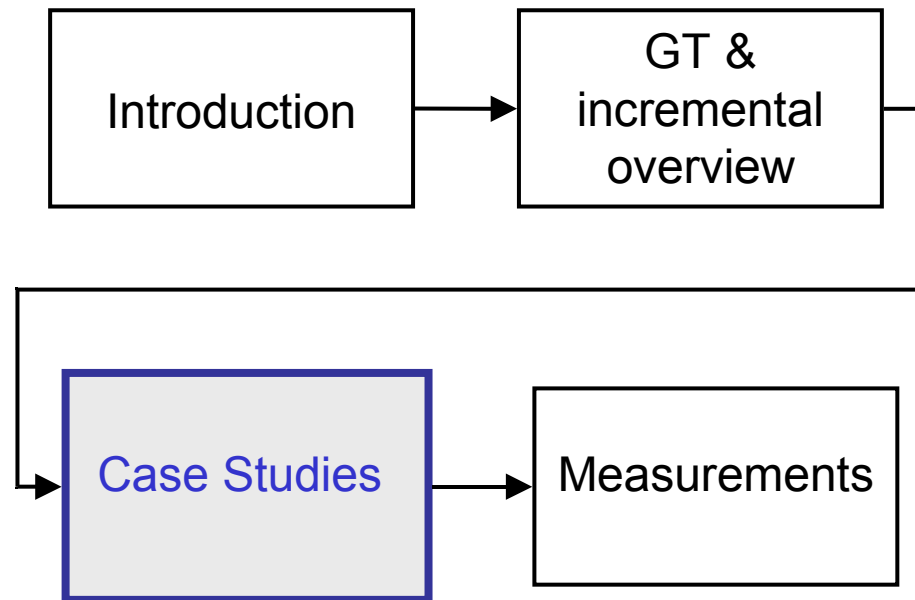 Introduction
GT &
incremental
overview
Case Studies
Measurements